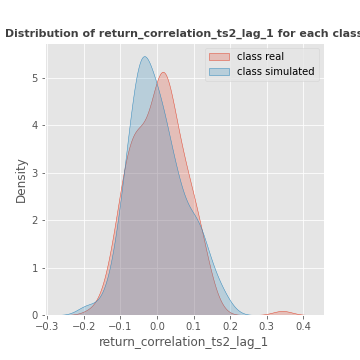 Distribution of return_correlation_ts2_lag_1 for each class
class real
class simulated
5
4
3
2
1
0
Density
−0.3 −0.2 −0.1 0.0 0.1 0.2 0.3 0.4
return_correlation_ts2_lag_1